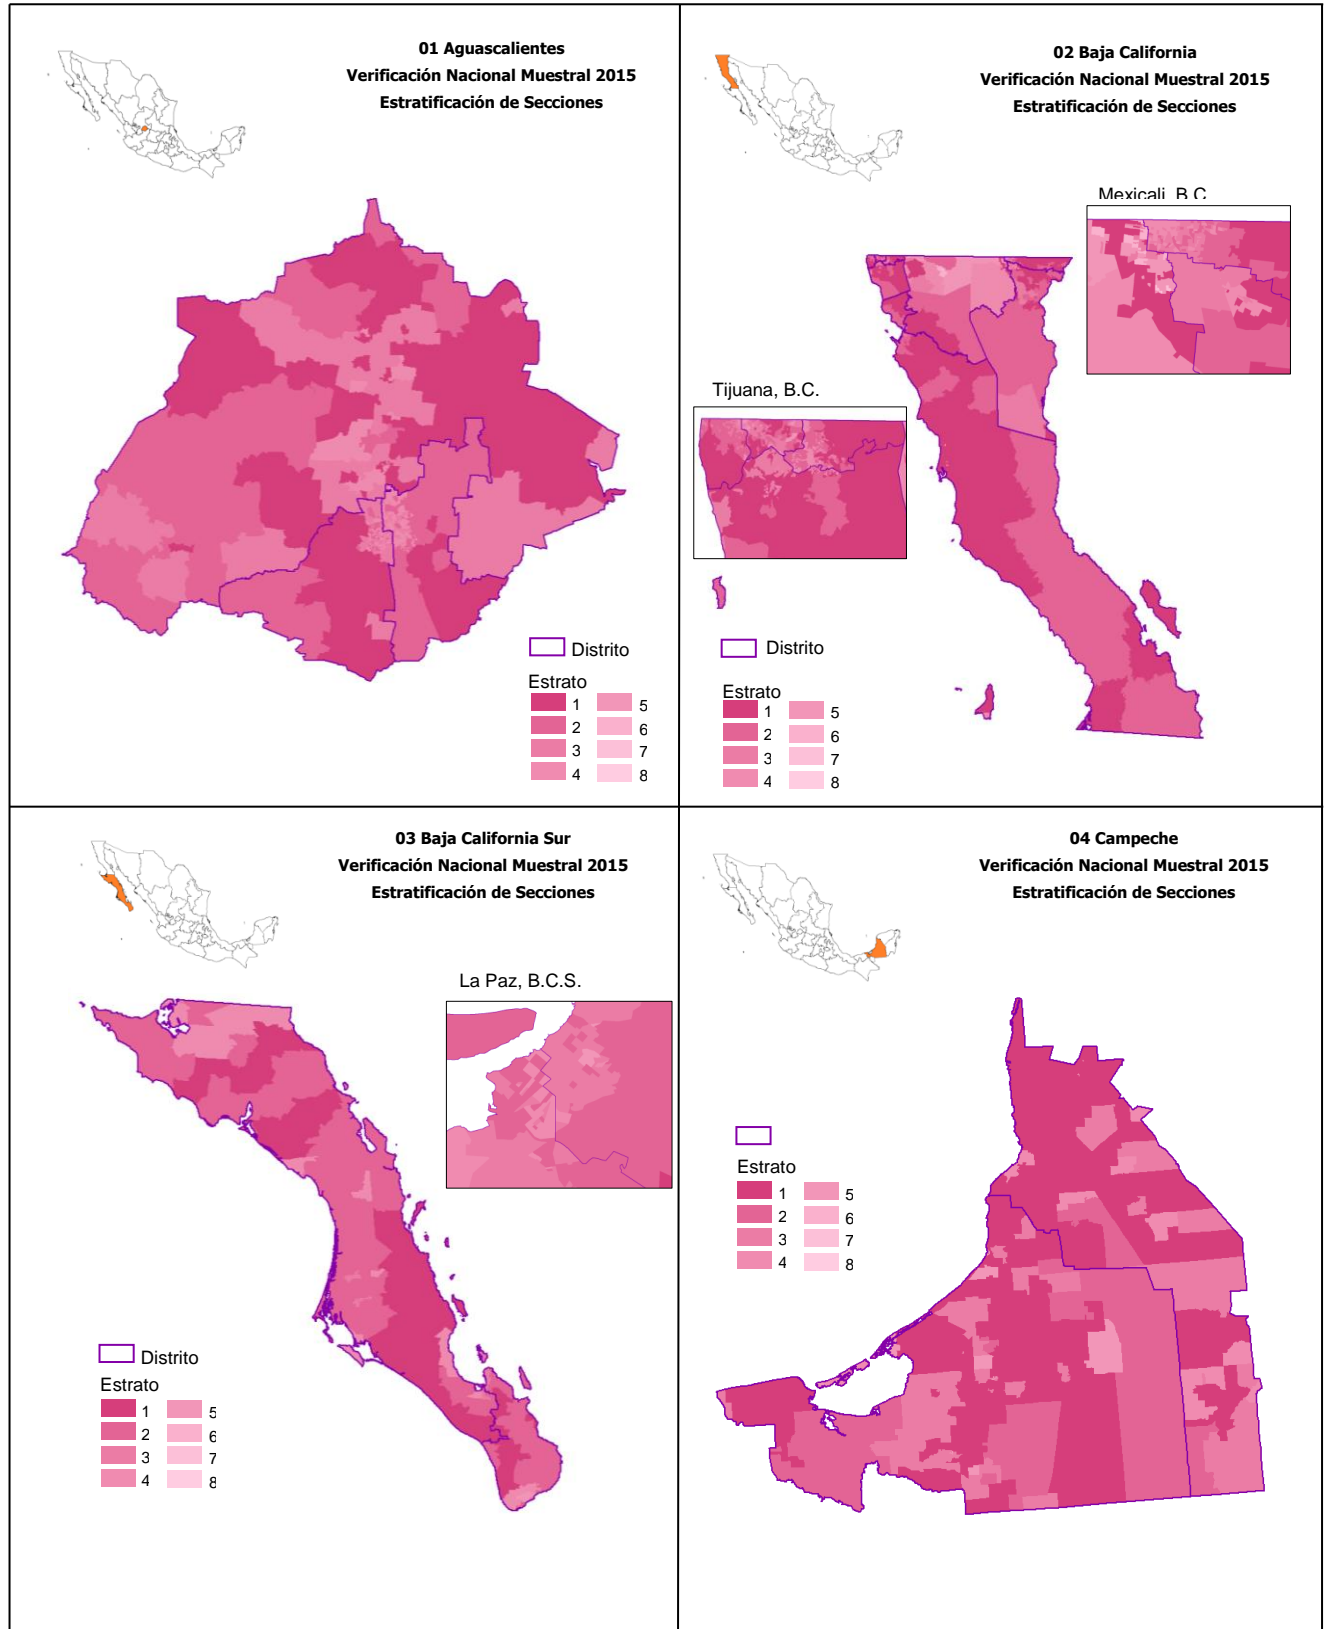 01 Aguascalientes
Verificación Nacional Muestral 2015
Estratificación de Secciones
Distrito
Estrato
1 5
2 6
3 7
4 8
02 Baja California
Verificación Nacional Muestral 2015
Estratificación de Secciones
Mexicali, B.C.
Tijuana, B.C.
Distrito
Estrato
1 5
2 6
3 7
4 8
03 Baja California Sur
Verificación Nacional Muestral 2015
Estratificación de Secciones
La Paz, B.C.S.
Distrito
Estrato
1 5
2 6
3 7
4 8
04 Campeche
Verificación Nacional Muestral 2015
Estratificación de Secciones
Estrato
1 5
2 6
3 7
4 8